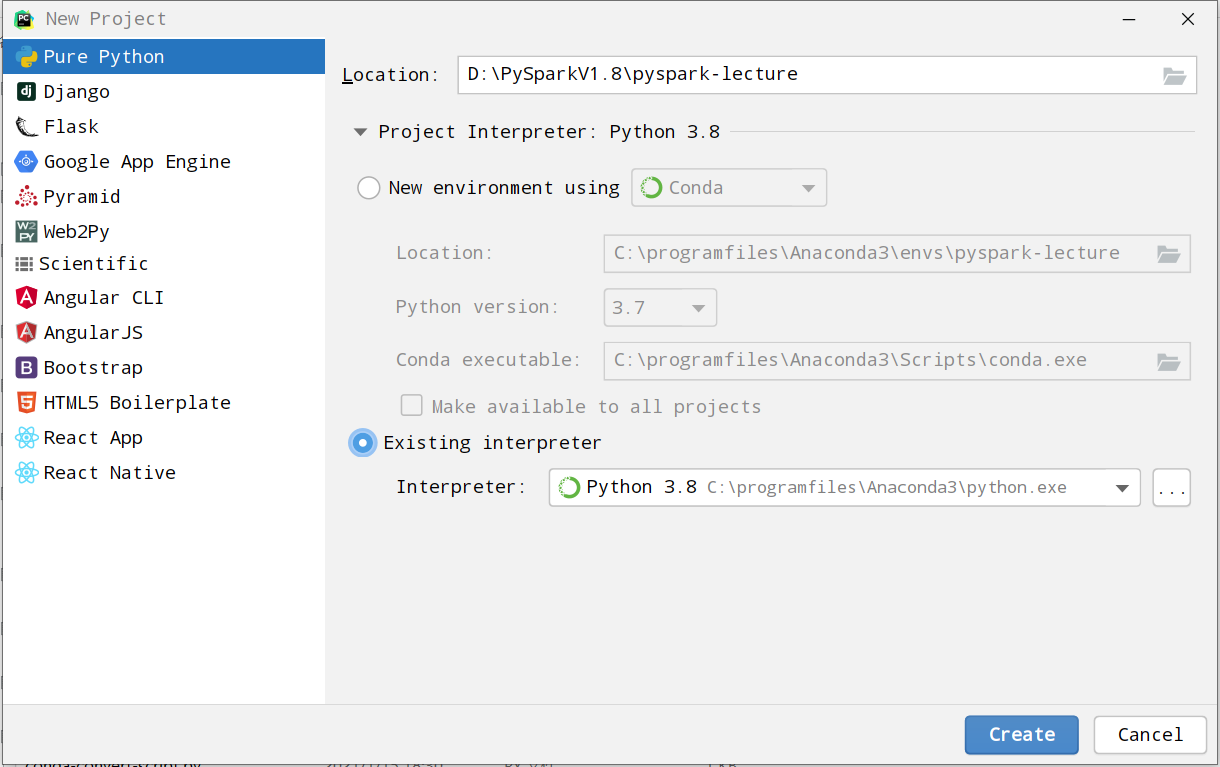 New Project
Pure Python
Django
Flask
Google App Engine
Pyramid
Web2Py
Scientific
Angular CLI
AngularJS
Bootstrap
HTML5 Boilerplate
React App
React Native
Location: D:\PySparkV1.8\pyspark-lecture
Project Interpreter: Python 3.8
New environment using Conda
Location: C:\programfiles\Anaconda3\envs\pyspark-lecture
Python version: 3.7
Conda executable: C:\programfiles\Anaconda3\Scripts\conda.exe
Make available to all projects
Existing interpreter
Interpreter: Python 3.8 C:\programfiles\Anaconda3\python.exe ...
Create Cancel